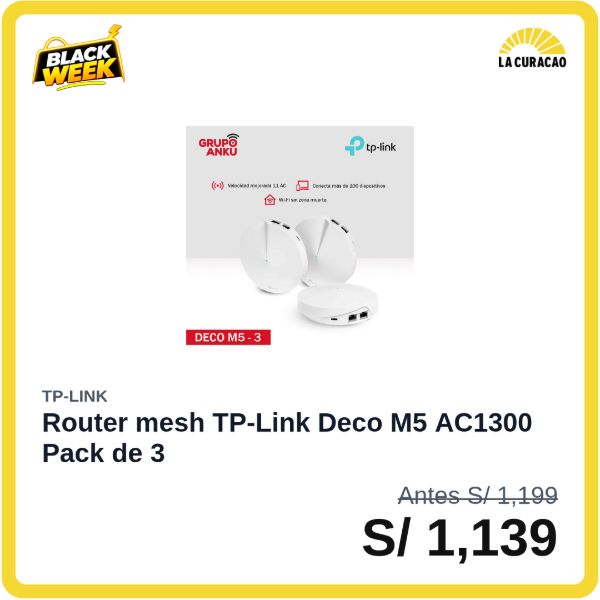 BLACK
WEEK
LA CURACAO
GRUPO
ANKU
tp-link
Velocidad mejorada 11 AC
Conecta más de 100 dispositivos
Wi-Fi sin zona muerta
DECO M5 - 3
TP-LINK
Router mesh TP-Link Deco M5 AC1300
Pack de 3
Antes S/ 1,199
S/ 1,139